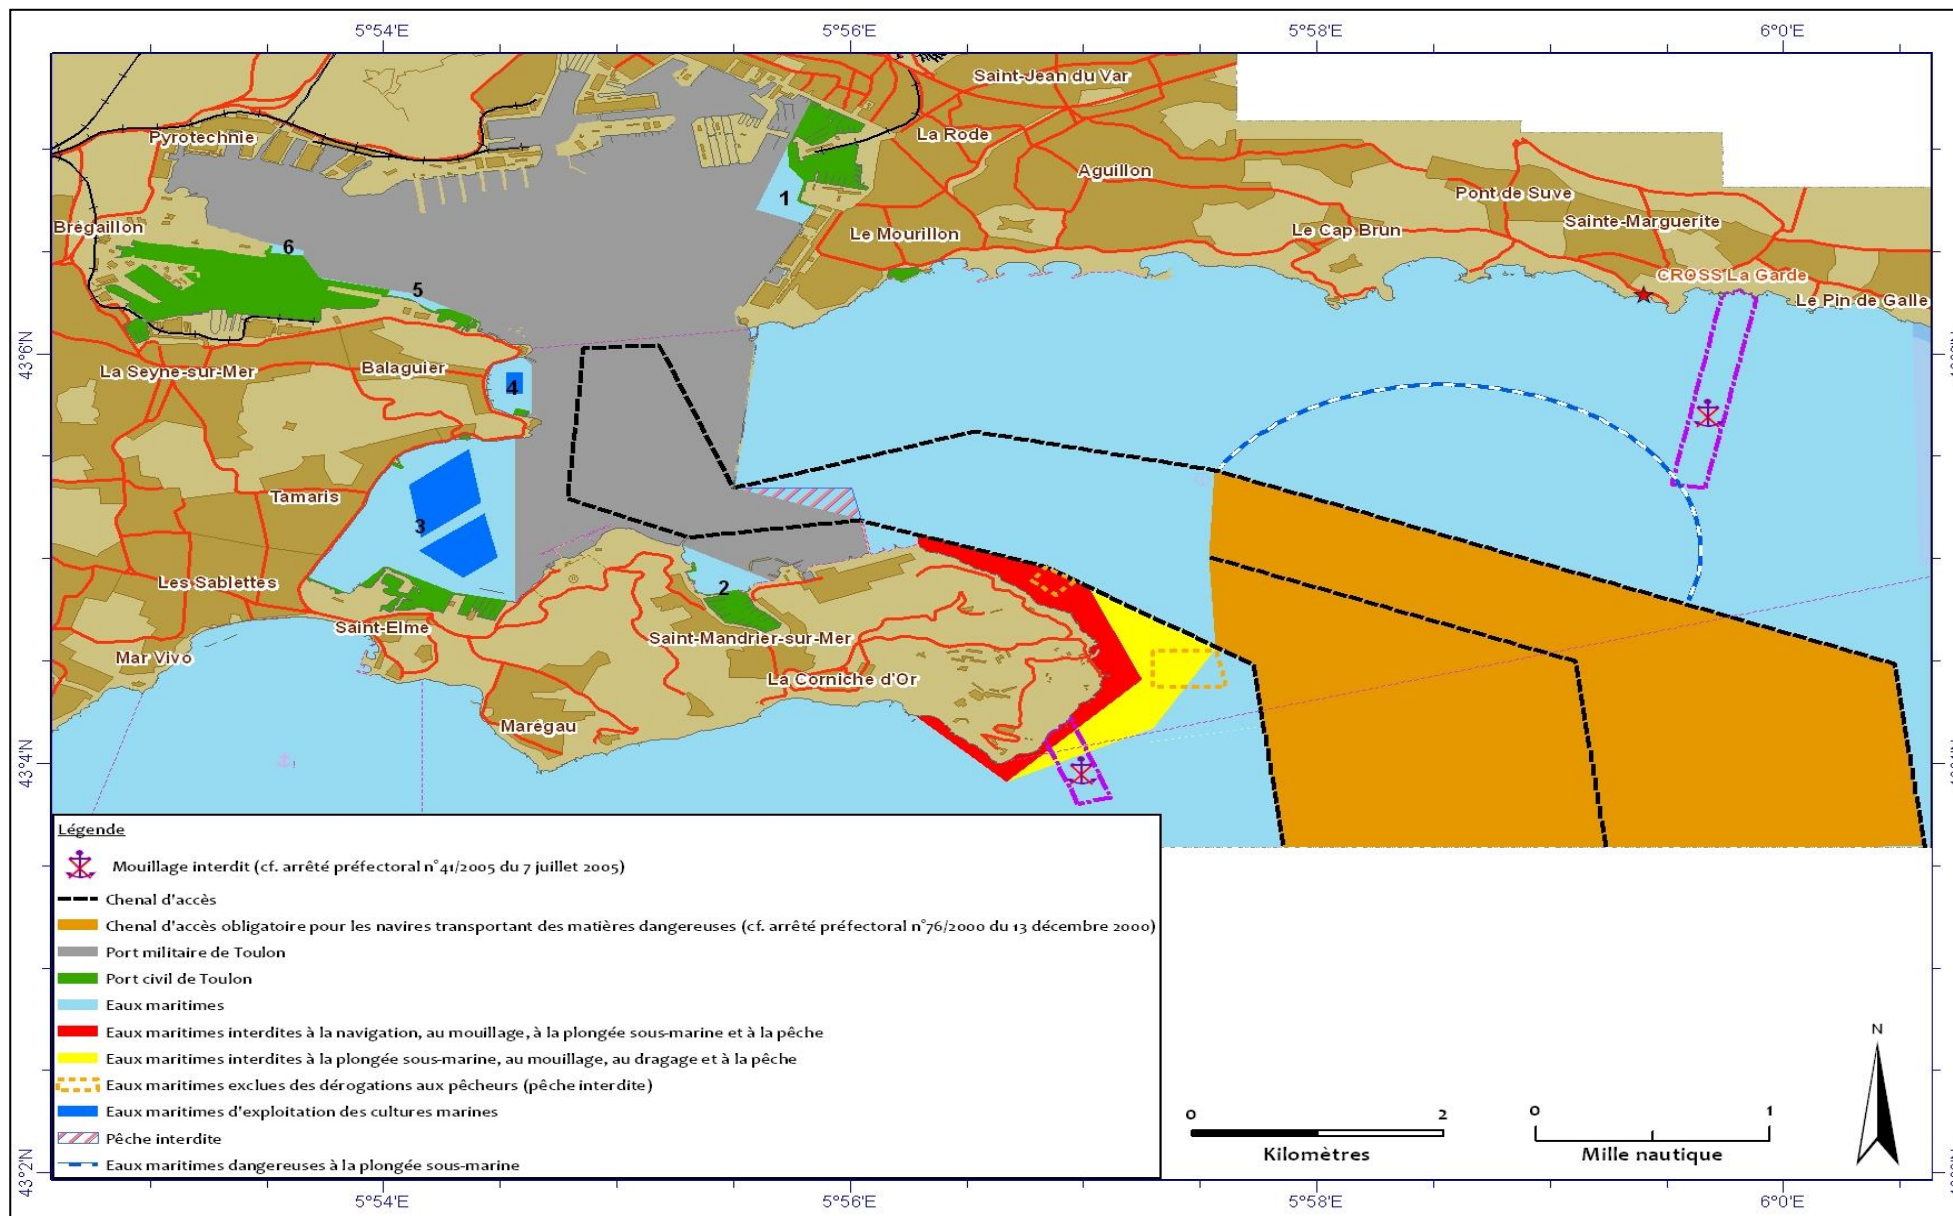 5°54'E
5°56'E
5°58'E
6°0'E
Saint-Jean du Var
Pyrotechnie
La Rode
Aguillon
Pont de Suve
1
Brégaillon
Sainte-Marguerite
Le Mourillon
Le Cap Brun
6
CROSS La Garde
5
Le Pin de Galle
43°6'N
La Seyne-sur-Mer
Balaguier
4
Tamaris
3
Les Sablettes
2
Saint-Elme
Saint-Mandrier-sur-Mer
Mar Vivo
La Corniche d'Or
Marégau
43°4'N
Légende
Mouillage interdit (cf. arrêté préfectoral n°41/2005 du 7 juillet 2005)
Chenal d'accès
Chenal d'accès obligatoire pour les navires transportant des matières dangereuses (cf. arrêté préfectoral n°76/2000 du 13 décembre 2000)
Port militaire de Toulon
Port civil de Toulon
Eaux maritimes
Eaux maritimes interdites à la navigation, au mouillage, à la plongée sous-marine et à la pêche
Eaux maritimes interdites à la plongée sous-marine, au mouillage, au dragage et à la pêche
Eaux maritimes exclues des dérogations aux pêcheurs (pêche interdite)
Eaux maritimes d'exploitation des cultures marines
Pêche interdite
Eaux maritimes dangereuses à la plongée sous-marine
N
0 2
Kilomètres
0 1
Mille nautique
43°2'N
5°54'E
5°56'E
5°58'E
6°0'E